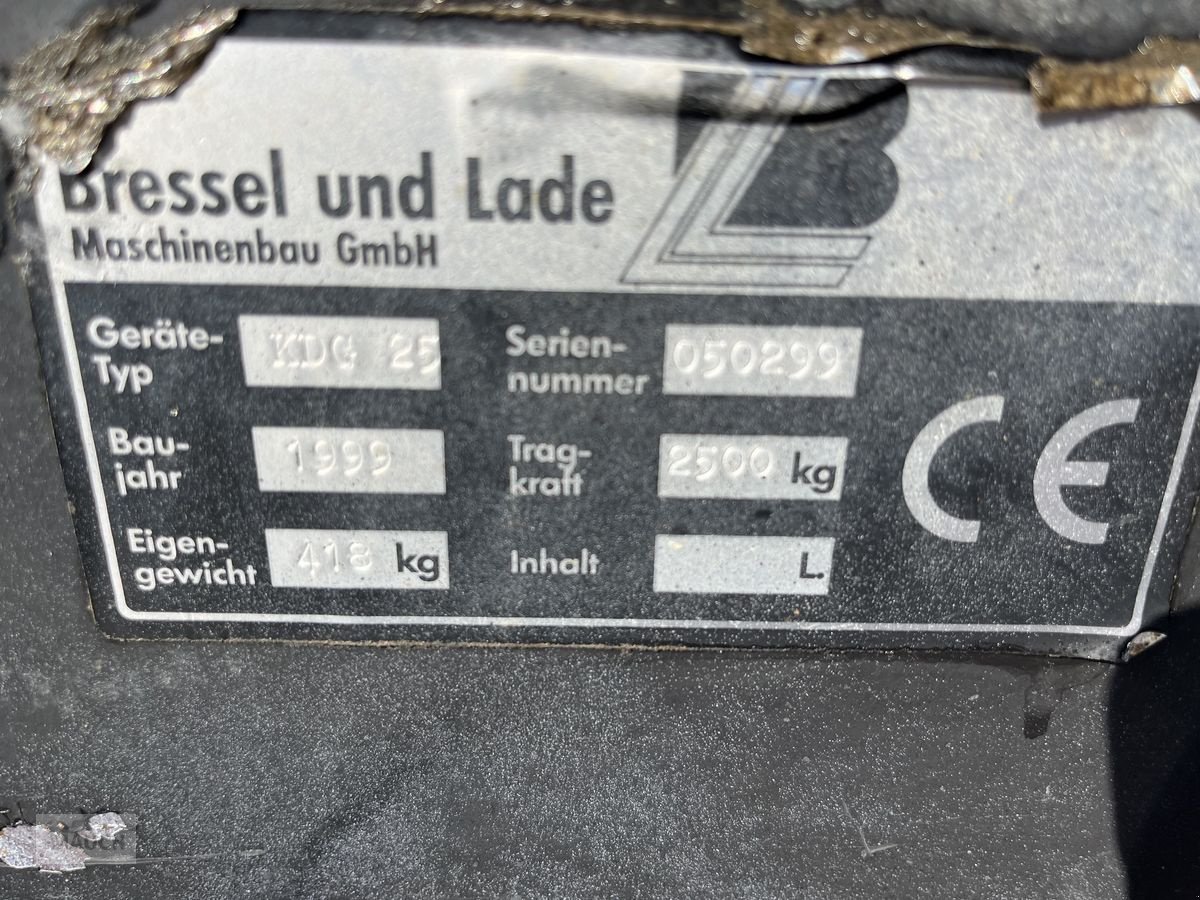 Bressel und Lade
Maschinenbau GmbH
Geräte-
Typ
KDG 25
Serien-
nummer
050299
Bau-
jahr
1999
Trag-
kraft
2500 kg
Eigen-
gewicht
418 kg
Inhalt
L.
CE
MAUCH